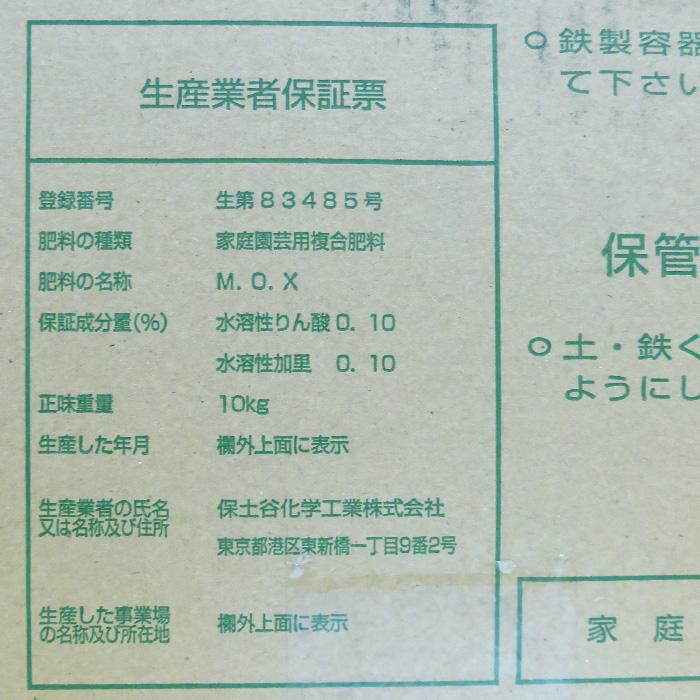 生産業者保証票
登録番号 生第83485号
肥料の種類 家庭園芸用複合肥料
肥料の名称 M.O.X
保証成分量(%) 水溶性りん酸 0.10
水溶性加里 0.10
正味重量 10kg
生産した年月 欄外上面に表示
生産業者の氏名 保土谷化学工業株式会社
又は名称及び住所
東京都港区東新橋一丁目9番2号
生産した事業場 欄外上面に表示
の名称及び所在地
○鉄製容器
て下さい
保管
○土・鉄く
ようにし
家庭